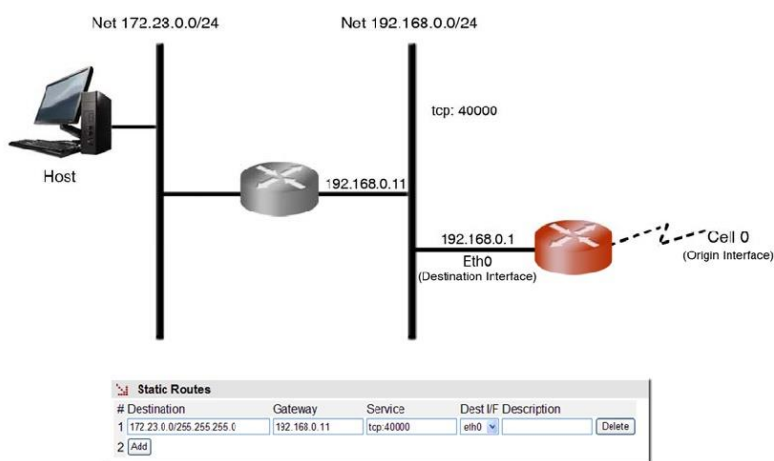 Net 172.23.0.0/24
Net 192.168.0.0/24
tcp: 40000
Host
192.168.0.11
192.168.0.1
Eth0
(Destination Interface)
Cell 0
(Origin Interface)
Static Routes
# Destination Gateway Service Dest I/F Description
1 172.23.0.0/255.255.255.0 192.168.0.11 tcp:40000 eth0 Delete
2 Add